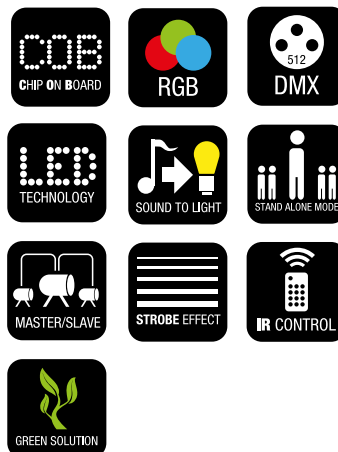 COB
CHIP ON BOARD
RGB
512
DMX
LED
TECHNOLOGY
SOUND TO LIGHT
STAND ALONE MODE
MASTER/SLAVE
STROBE EFFECT
IR CONTROL
GREEN SOLUTION